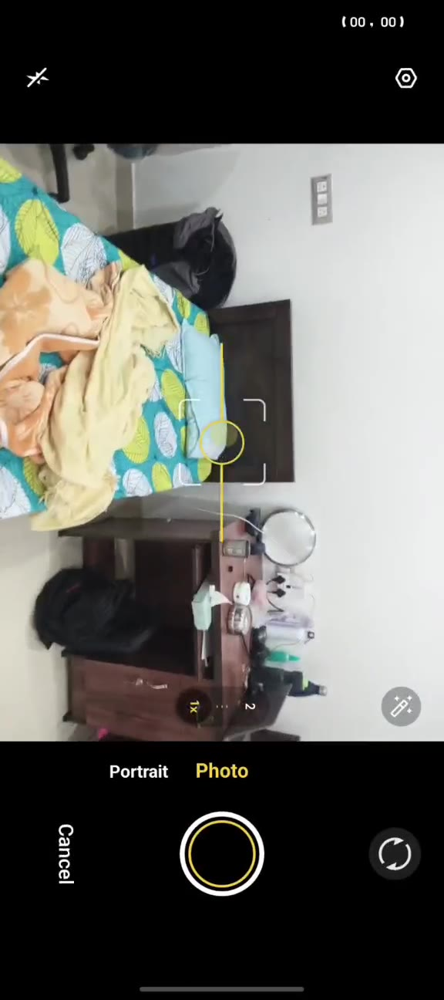 (00, 00)
1x
2
Portrait Photo
Cancel